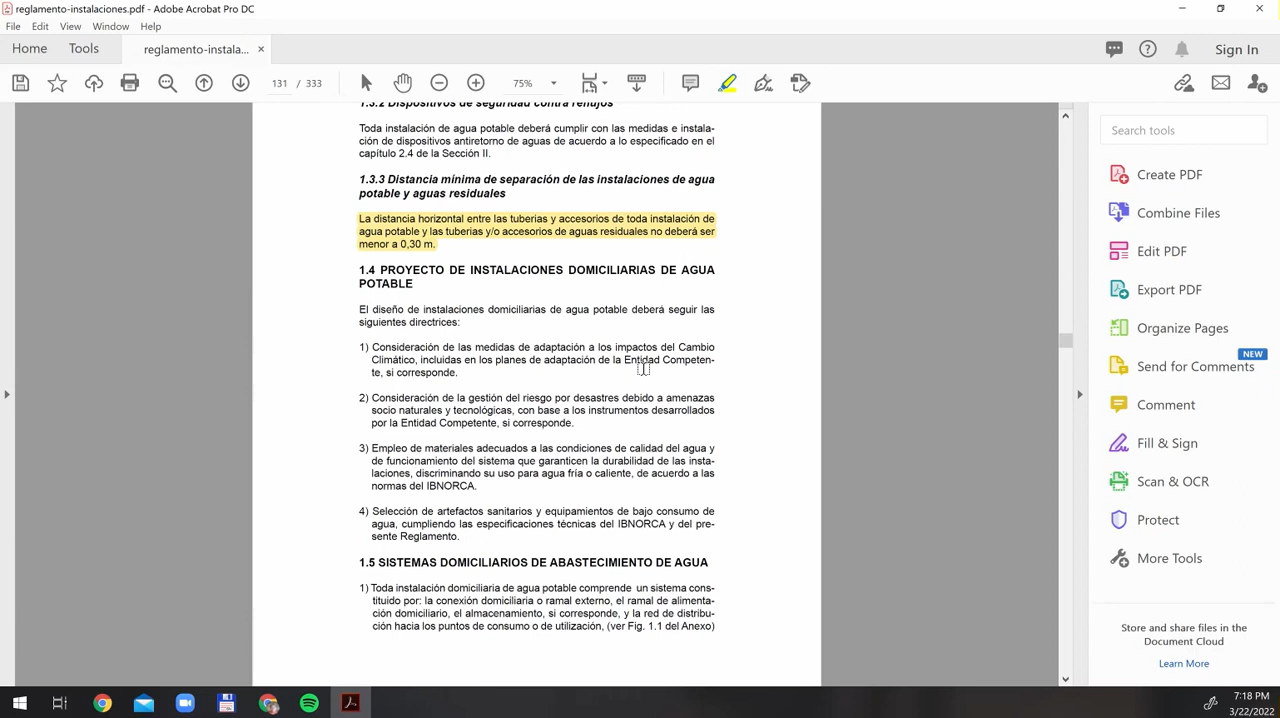 reglamento-instalaciones.pdf - Adobe Acrobat Pro DC
File Edit View Window Help
Home Tools reglamento-instala... × Sign In
131 / 333 75%
1.3.2 Dispositivos de seguridad contra reflujos
Toda instalación de agua potable deberá cumplir con las medidas e instala-
ción de dispositivos antiretorno de aguas de acuerdo a lo especificado en el
capítulo 2.4 de la Sección II.
1.3.3 Distancia mínima de separación de las instalaciones de agua
potable y aguas residuales
La distancia horizontal entre las tuberias y accesorios de toda instalación de
agua potable y las tuberias y/o accesorios de aguas residuales no deberá ser
menor a 0,30 m.
1.4 PROYECTO DE INSTALACIONES DOMICILIARIAS DE AGUA
POTABLE
El diseño de instalaciones domiciliarias de agua potable deberá seguir las
siguientes directrices:
1) Consideración de las medidas de adaptación a los impactos del Cambio
Climático, incluidas en los planes de adaptación de la Entidad Competen-
te, si corresponde.
2) Consideración de la gestión del riesgo por desastres debido a amenazas
socio naturales y tecnológicas, con base a los instrumentos desarrollados
por la Entidad Competente, si corresponde.
3) Empleo de materiales adecuados a las condiciones de calidad del agua y
de funcionamiento del sistema que garanticen la durabilidad de las insta-
laciones, discriminando su uso para agua fría o caliente, de acuerdo a las
normas del IBNORCA.
4) Selección de artefactos sanitarios y equipamientos de bajo consumo de
agua, cumpliendo las especificaciones técnicas del IBNORCA y del pre-
sente Reglamento.
1.5 SISTEMAS DOMICILIARIOS DE ABASTECIMIENTO DE AGUA
1) Toda instalación domiciliaria de agua potable comprende un sistema cons-
tituido por: la conexión domiciliaria o ramal externo, el ramal de alimenta-
ción domiciliario, el almacenamiento, si corresponde, y la red de distribu-
ción hacia los puntos de consumo o de utilización, (ver Fig. 1.1 del Anexo)
Search tools
Create PDF
Combine Files
Edit PDF
Export PDF
Organize Pages
NEW
Send for Comments
Comment
Fill & Sign
Scan & OCR
Protect
More Tools
Store and share files in the
Document Cloud
Learn More
7:18 PM
3/22/2022